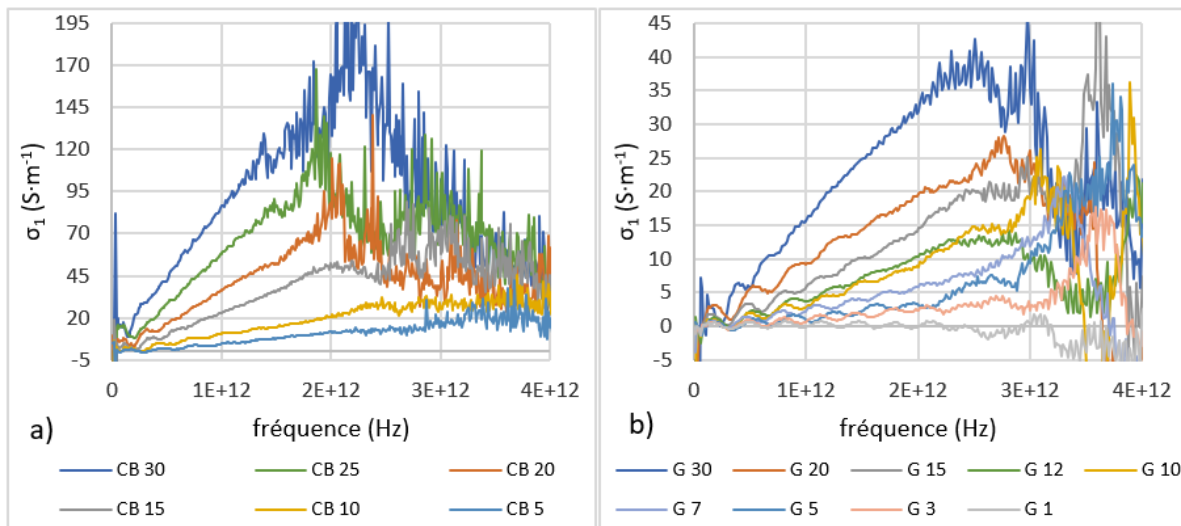 195
170
145
120
95
70
45
20
-5
σ₁ (S·m⁻¹)
0 1E+12 2E+12 3E+12 4E+12
a)
fréquence (Hz)
CB 30 CB 25 CB 20
CB 15 CB 10 CB 5
45
40
35
30
25
20
15
10
5
0
-5
σ₁ (S·m⁻¹)
0 1E+12 2E+12 3E+12 4E+12
b)
fréquence (Hz)
G 30 G 20 G 15 G 12 G 10
G 7 G 5 G 3 G 1